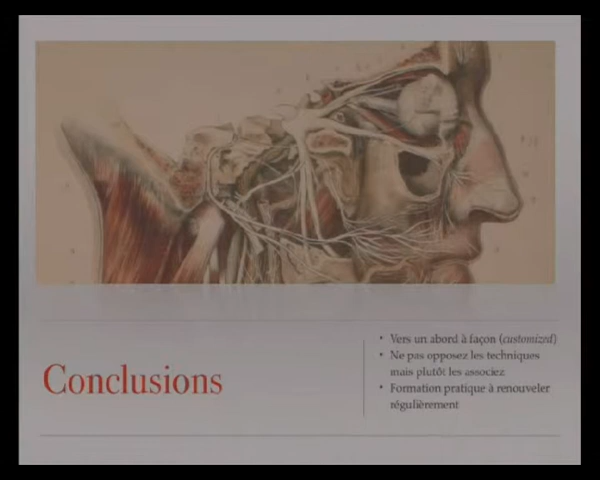 Conclusions
• Vers un abord à façon (customized)
• Ne pas opposez les techniques
mais plutôt les associez
• Formation pratique à renouveler
régulièrement